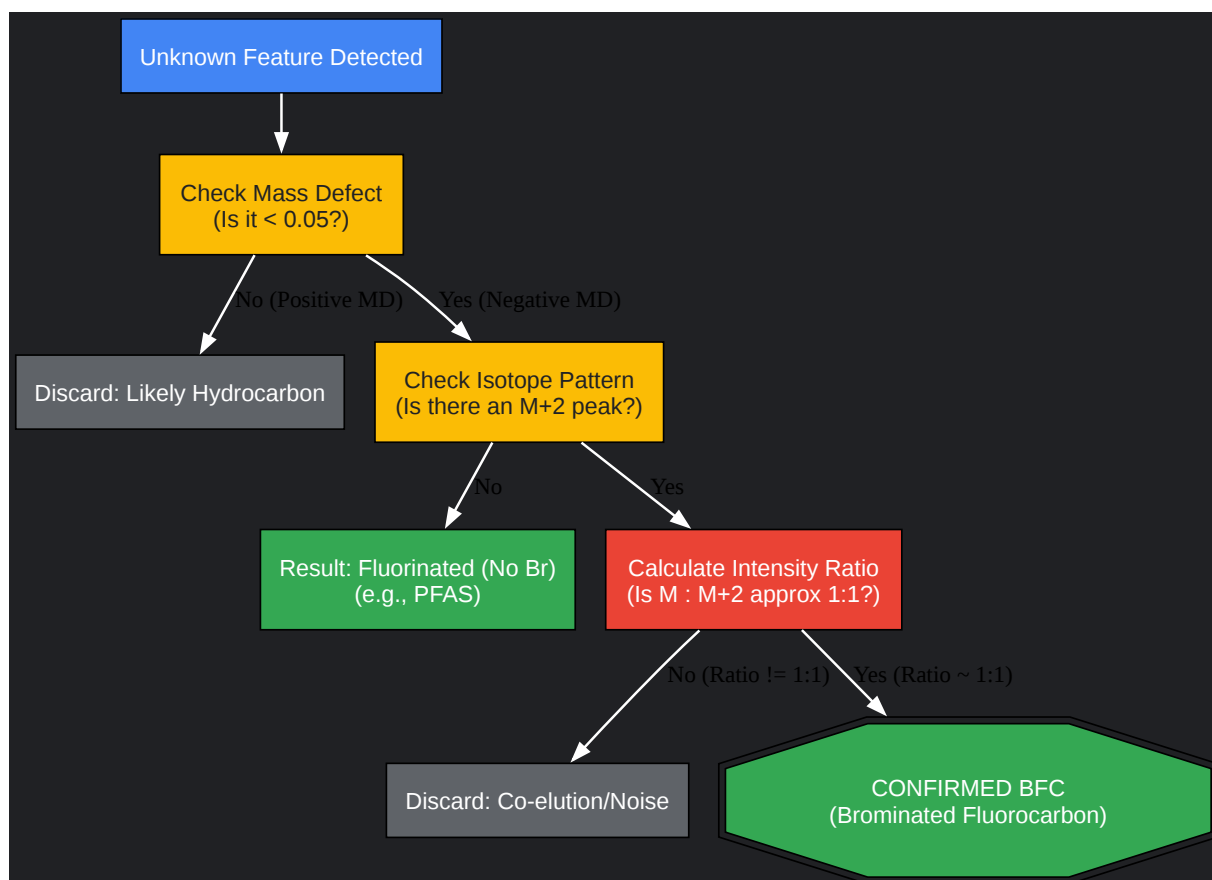 Unknown Feature Detected
Check Mass Defect
(Is it < 0.05?)
No (Positive MD)
Yes (Negative MD)
Discard: Likely Hydrocarbon
Check Isotope Pattern
(Is there an M+2 peak?)
No
Yes
Result: Fluorinated (No Br)
(e.g., PFAS)
Calculate Intensity Ratio
(Is M : M+2 approx 1:1?)
No (Ratio != 1:1)
Yes (Ratio ~ 1:1)
Discard: Co-elution/Noise
CONFIRMED BFC
(Brominated Fluorocarbon)